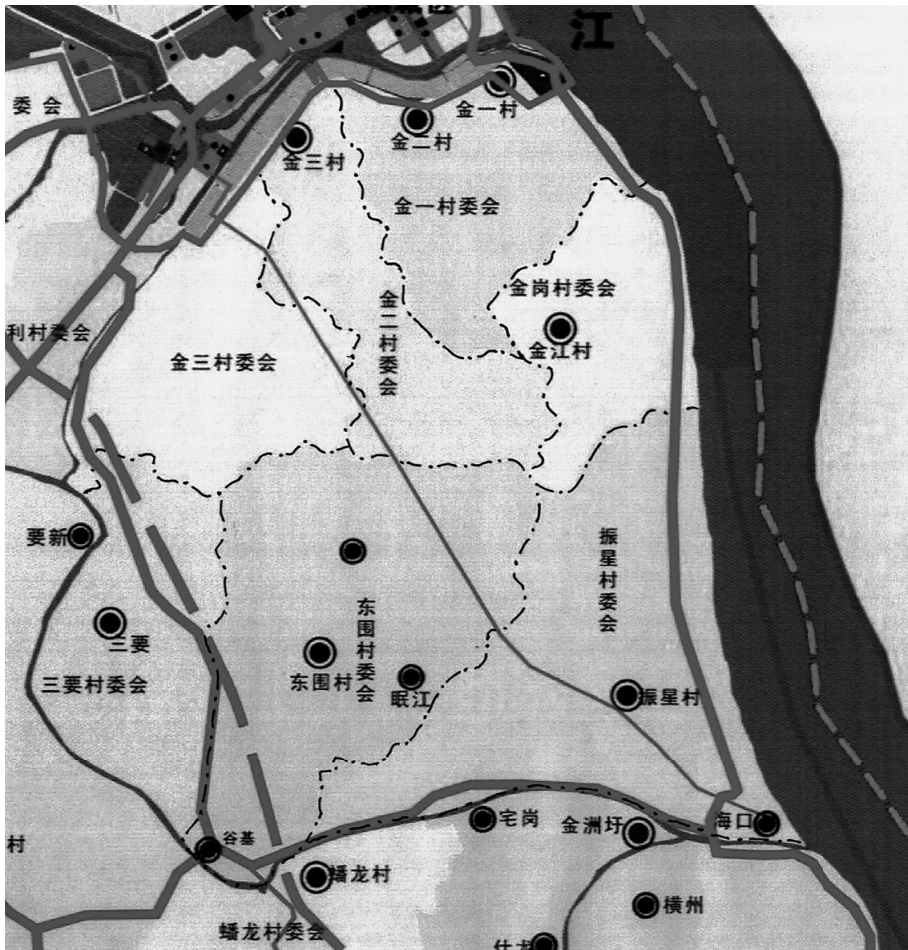 江
委会
金一村
金二村
金三村
金一村委会
金岗村委会
金二村委会
利村委会
金江村
金三村委会
要新
振星村委会
三要
东围村委会
三要村委会
东围村
眠江
振星村
宅岗
金洲圩
海口
谷基
村
蟠龙村
横州
蟠龙村委会